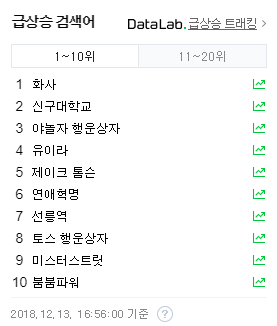 급상승 검색어
DataLab. 급상승 트래킹 >
1~10위
11~20위
1 화사
2 신구대학교
3 야놀자 행운상자
4 유이라
5 제이크 톰슨
6 연애혁명
7 선릉역
8 토스 행운상자
9 미스터스트릿
10 붐붐파워
2018.12.13. 16:56:00 기준 ?